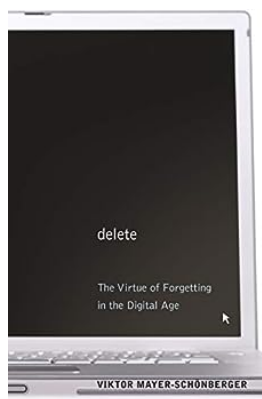 delete
The Virtue of Forgetting
in the Digital Age
VIKTOR MAYER-SCHÖNBERGER